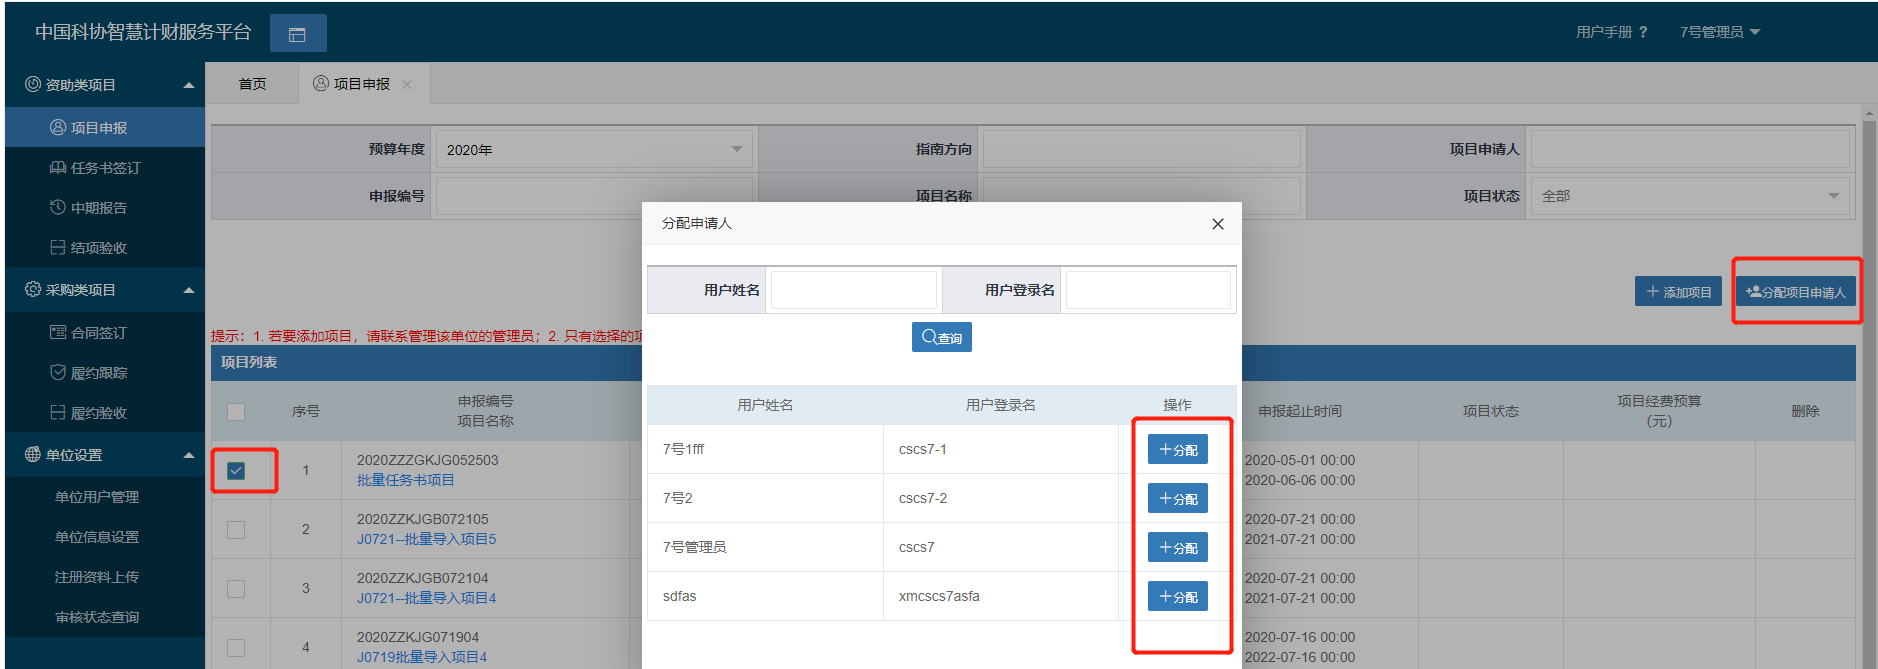 中国科协智慧计财服务平台
用户手册 ?
7号管理员
资助类项目
项目申报
任务书签订
中期报告
结项验收
采购类项目
合同签订
履约跟踪
履约验收
单位设置
单位用户管理
单位信息设置
注册资料上传
审核状态查询
首页
项目申报
预算年度
2020年
指南方向
项目申请人
申报编号
项目名称
项目状态
全部
添加项目
分配项目申请人
提示：1. 若要添加项目，请联系管理该单位的管理员；2. 只有选择的项
项目列表
序号
申报编号
项目名称
申报起止时间
项目状态
项目经费预算
（元）
删除
1
2020ZZZGKJG052503
批量任务书项目
2020-05-01 00:00
2020-06-06 00:00
2
2020ZZKJGB072105
J0721--批量导入项目5
2020-07-21 00:00
2021-07-21 00:00
3
2020ZZKJGB072104
J0721--批量导入项目4
2020-07-21 00:00
2021-07-21 00:00
4
2020ZZKJG071904
J0719批量导入项目4
2020-07-16 00:00
2022-07-16 00:00
分配申请人
用户姓名
用户登录名
查询
用户姓名
用户登录名
操作
7号1fff
cscs7-1
分配
7号2
cscs7-2
分配
7号管理员
cscs7
分配
sdfas
xmcscs7asfa
分配